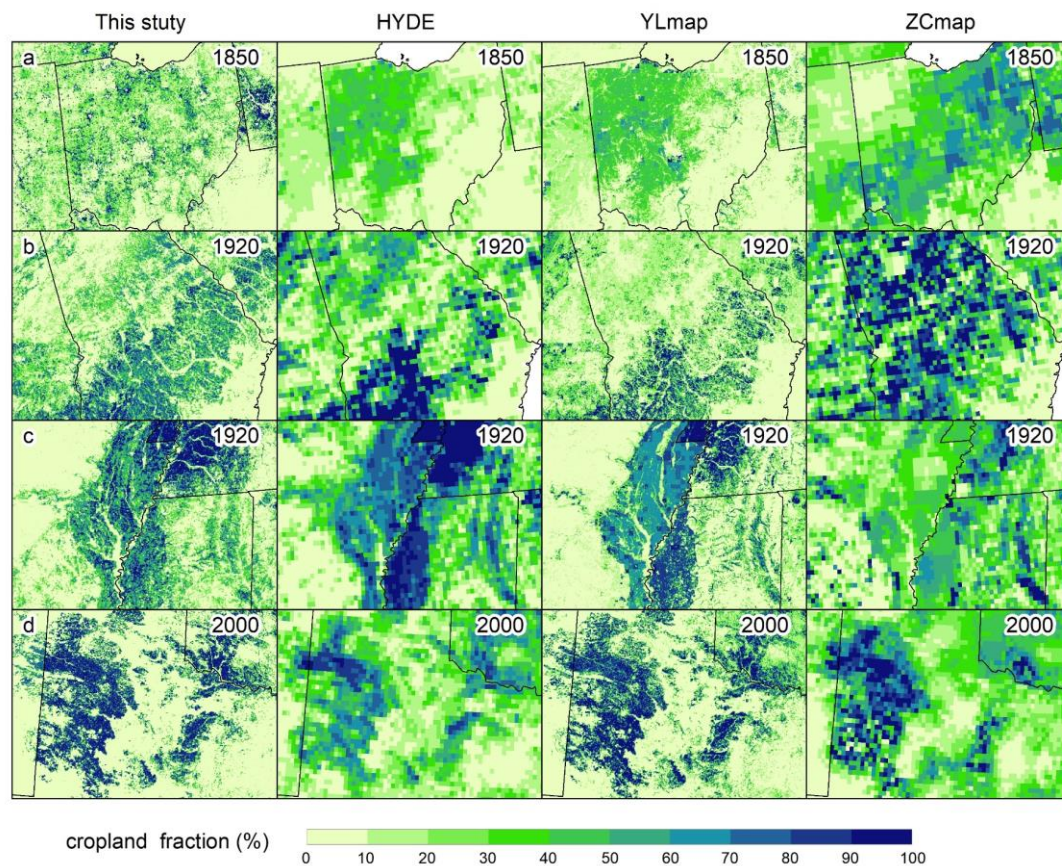 This stuty HYDE YLmap ZCmap
a 1850 1850 1850 1850
b 1920 1920 1920 1920
c 1920 1920 1920 1920
d 2000 2000 2000 2000
cropland fraction (%)
0 10 20 30 40 50 60 70 80 90 100